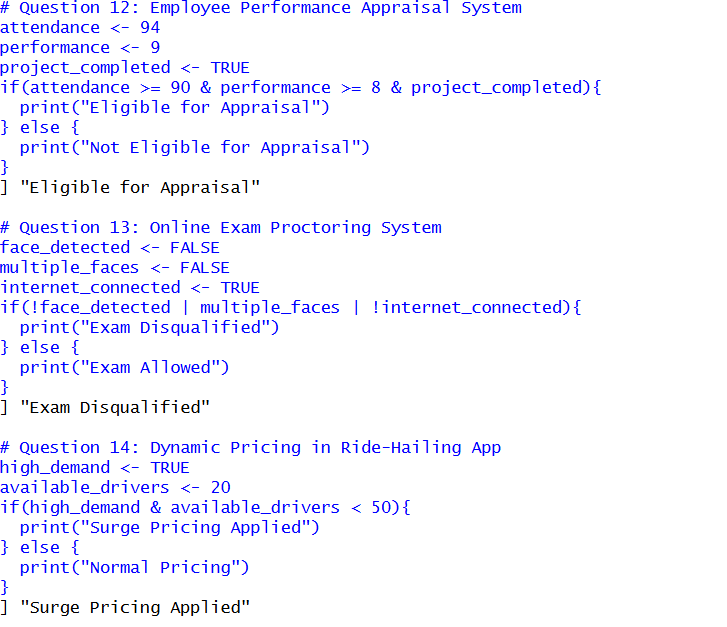 # Question 12: Employee Performance Appraisal System
attendance <- 94
performance <- 9
project_completed <- TRUE
if(attendance >= 90 & performance >= 8 & project_completed){
  print("Eligible for Appraisal")
} else {
  print("Not Eligible for Appraisal")
}
] "Eligible for Appraisal"

# Question 13: Online Exam Proctoring System
face_detected <- FALSE
multiple_faces <- FALSE
internet_connected <- TRUE
if(!face_detected | multiple_faces | !internet_connected){
  print("Exam Disqualified")
} else {
  print("Exam Allowed")
}
] "Exam Disqualified"

# Question 14: Dynamic Pricing in Ride-Hailing App
high_demand <- TRUE
available_drivers <- 20
if(high_demand & available_drivers < 50){
  print("Surge Pricing Applied")
} else {
  print("Normal Pricing")
}
] "Surge Pricing Applied"